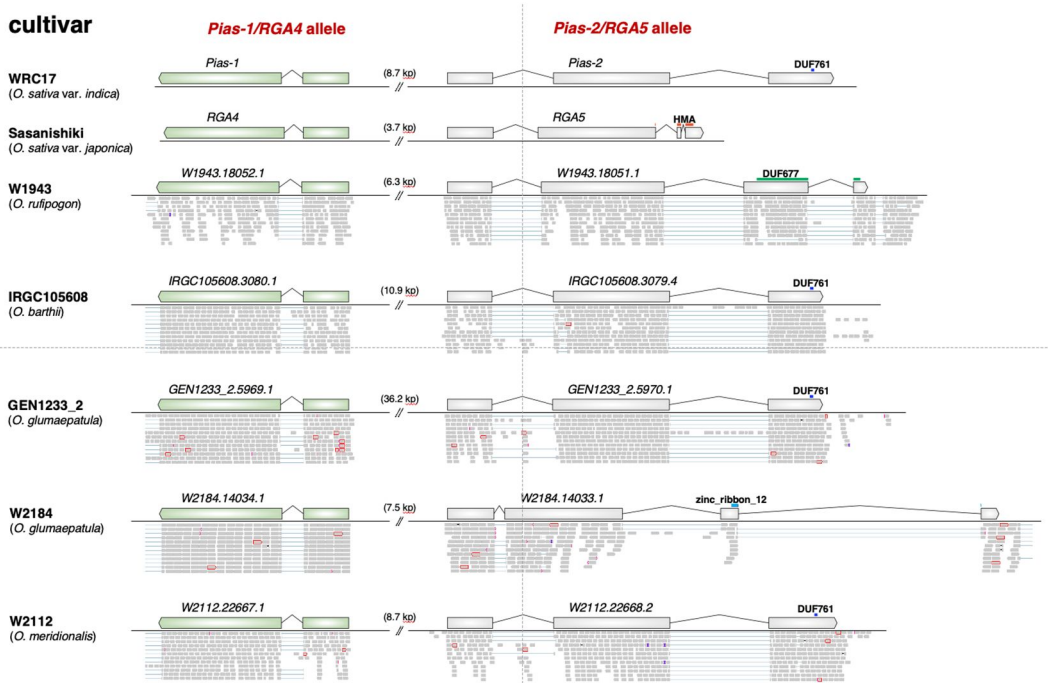 cultivar
Pias-1/RGA4 allele
Pias-2/RGA5 allele
WRC17
(O. sativa var. indica)
Pias-1
(8.7 kp)
//
Pias-2
DUF761
Sasanishiki
(O. sativa var. japonica)
RGA4
(3.7 kp)
//
RGA5
HMA
W1943
(O. rufipogon)
W1943.18052.1
(6.3 kp)
//
W1943.18051.1
DUF677
IRGC105608
(O. barthii)
IRGC105608.3080.1
(10.9 kp)
//
IRGC105608.3079.4
DUF761
GEN1233_2
(O. glumaepatula)
GEN1233_2.5969.1
(36.2 kp)
//
GEN1233_2.5970.1
DUF761
W2184
(O. glumaepatula)
W2184.14034.1
(7.5 kp)
//
W2184.14033.1
zinc_ribbon_12
W2112
(O. meridionalis)
W2112.22667.1
(8.7 kp)
//
W2112.22668.2
DUF761